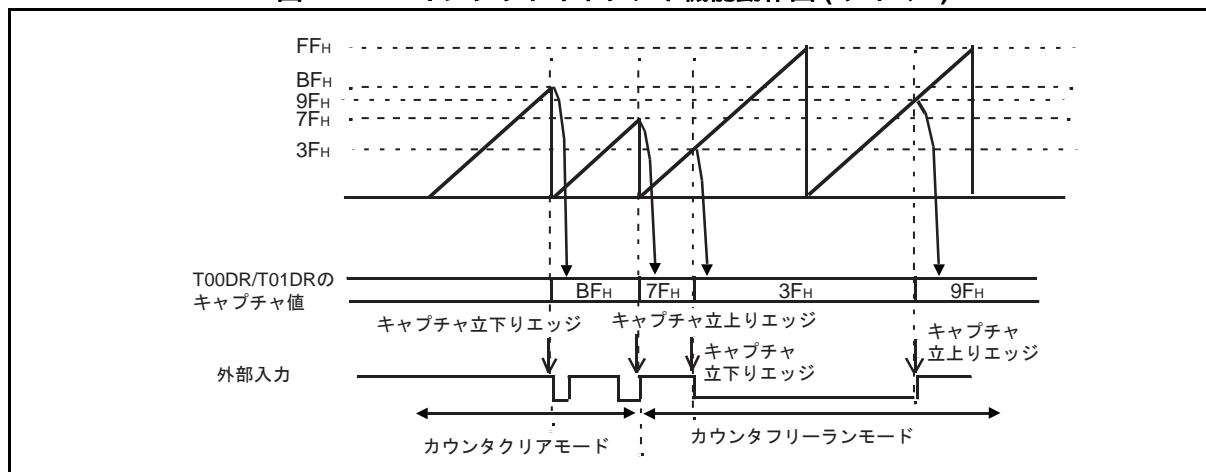 FFH
BFH
9FH
7FH
3FH
T00DR/T01DRの
キャプチャ値
BFH
7FH
3FH
9FH
キャプチャ立下りエッジ
キャプチャ立上りエッジ
キャプチャ
立下りエッジ
キャプチャ
立上りエッジ
外部入力
カウンタクリアモード
カウンタフリーランモード